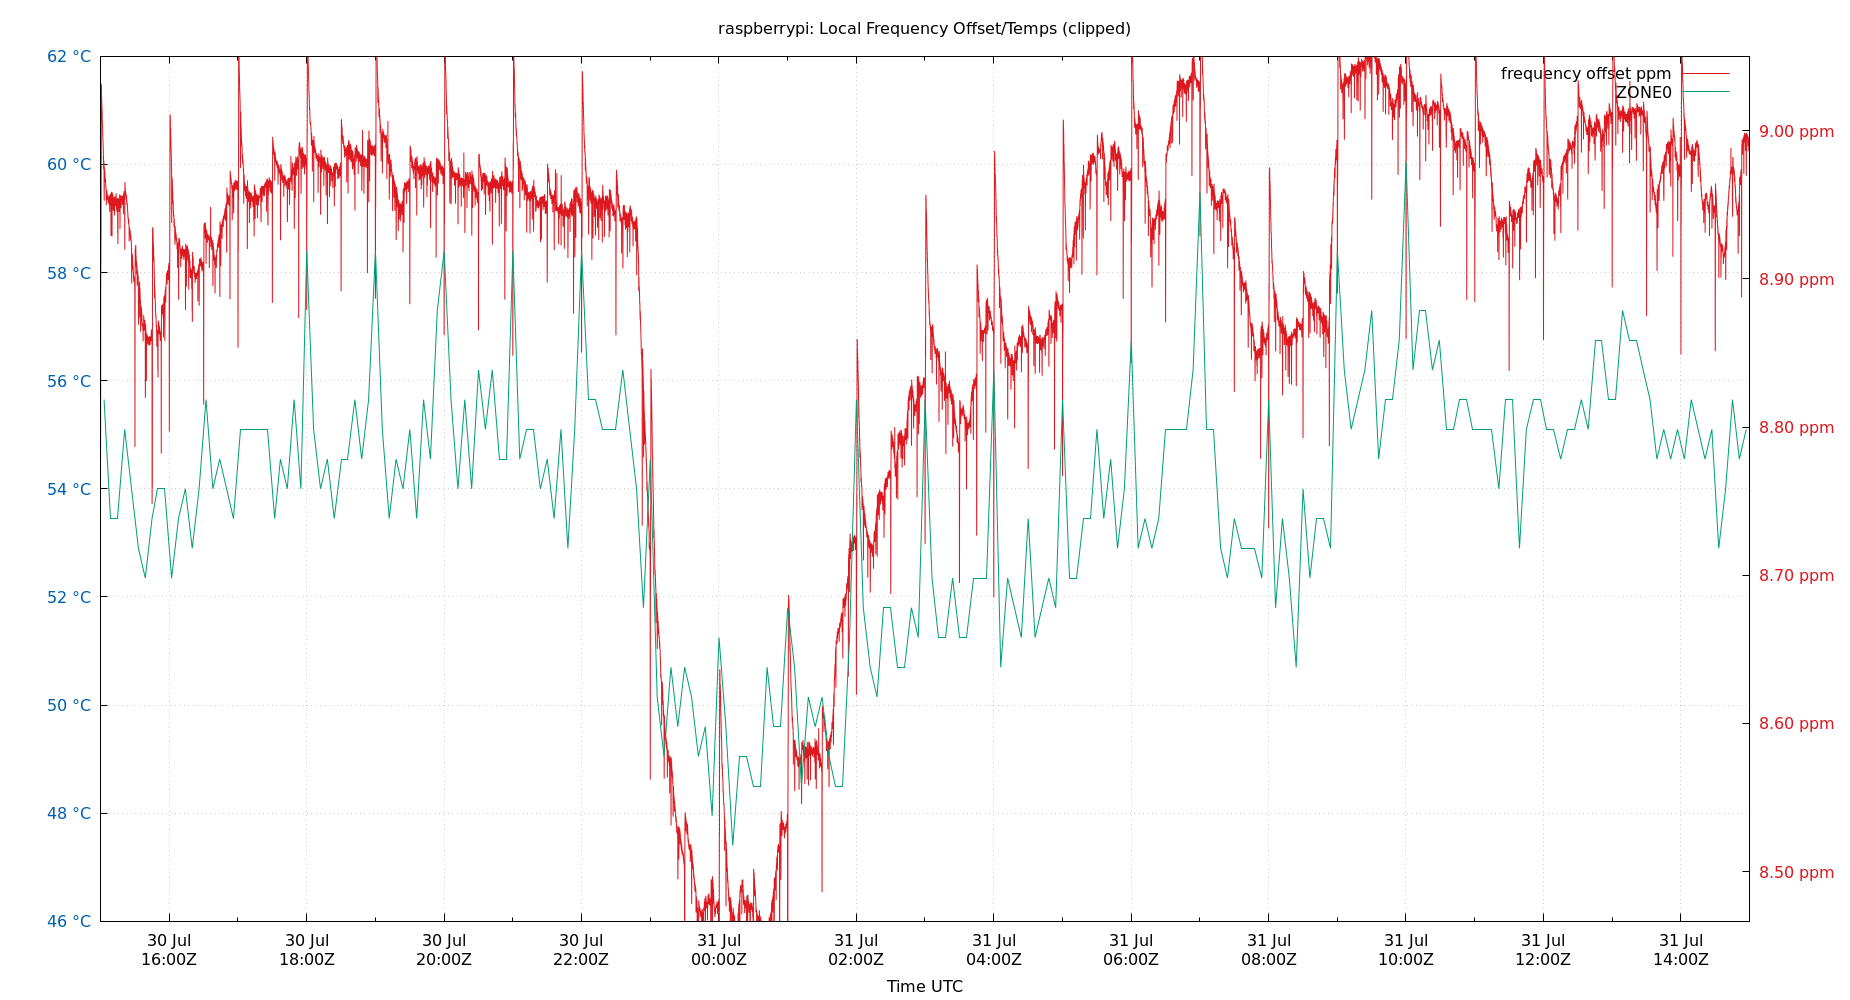 raspberrypi: Local Frequency Offset/Temps (clipped)
62 °C
60 °C
58 °C
56 °C
54 °C
52 °C
50 °C
48 °C
46 °C
frequency offset ppm
ZONE0
9.00 ppm
8.90 ppm
8.80 ppm
8.70 ppm
8.60 ppm
8.50 ppm
30 Jul
16:00Z
30 Jul
18:00Z
30 Jul
20:00Z
30 Jul
22:00Z
31 Jul
00:00Z
31 Jul
02:00Z
31 Jul
04:00Z
31 Jul
06:00Z
31 Jul
08:00Z
31 Jul
10:00Z
31 Jul
12:00Z
31 Jul
14:00Z
Time UTC